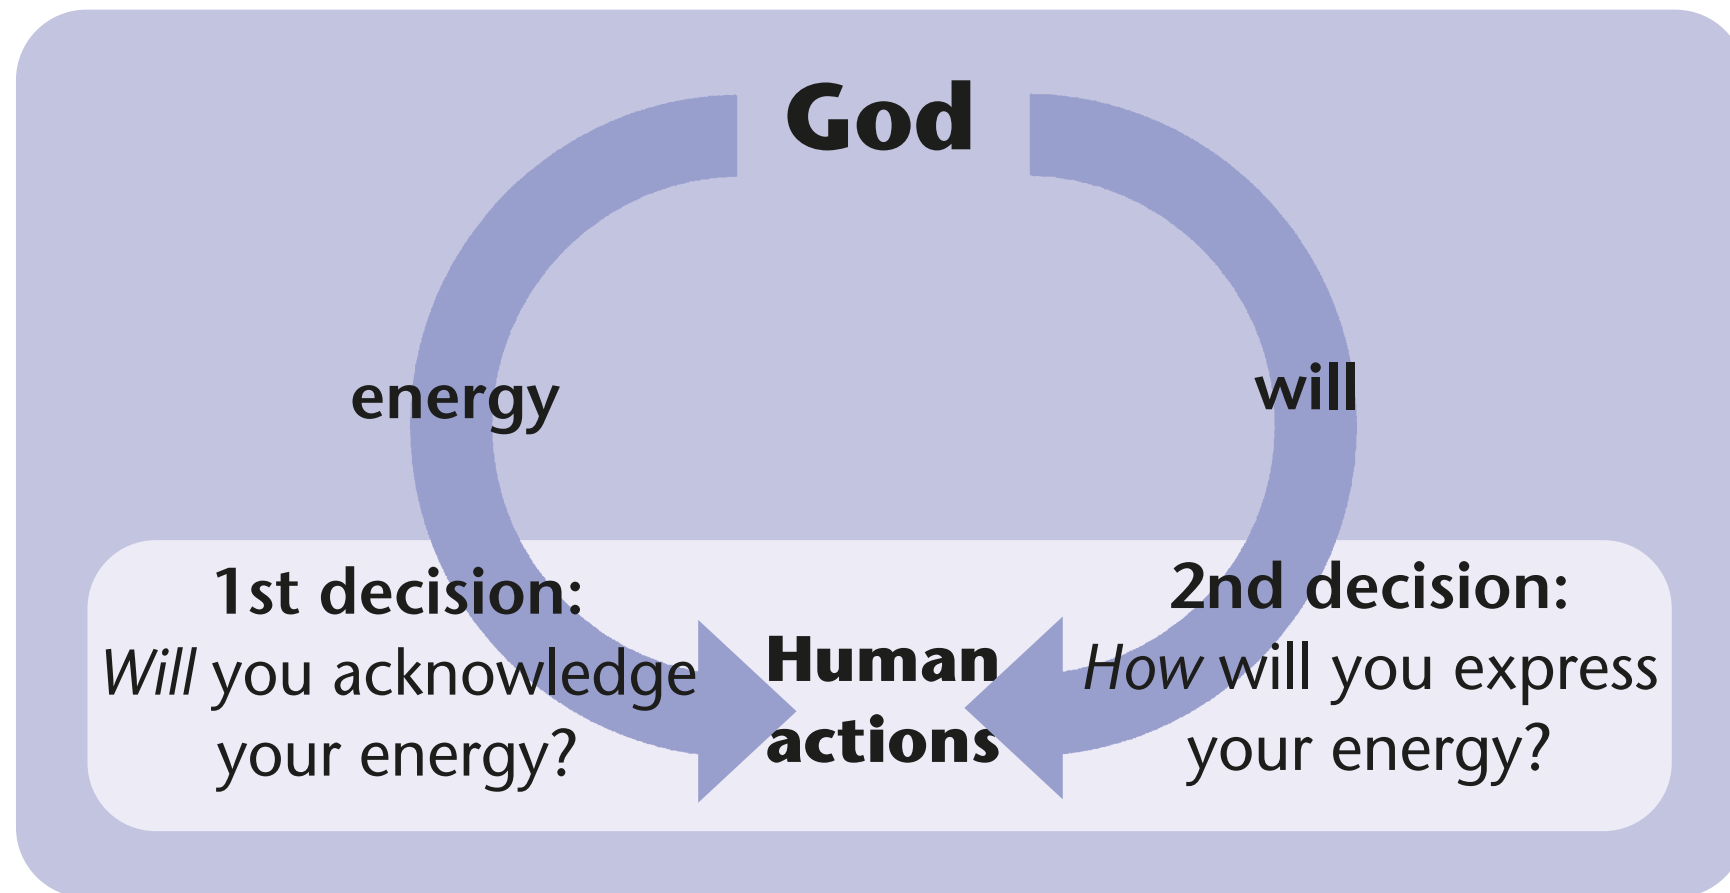 God
energy
will
1st decision:
Will you acknowledge
your energy?
Human
actions
2nd decision:
How will you express
your energy?